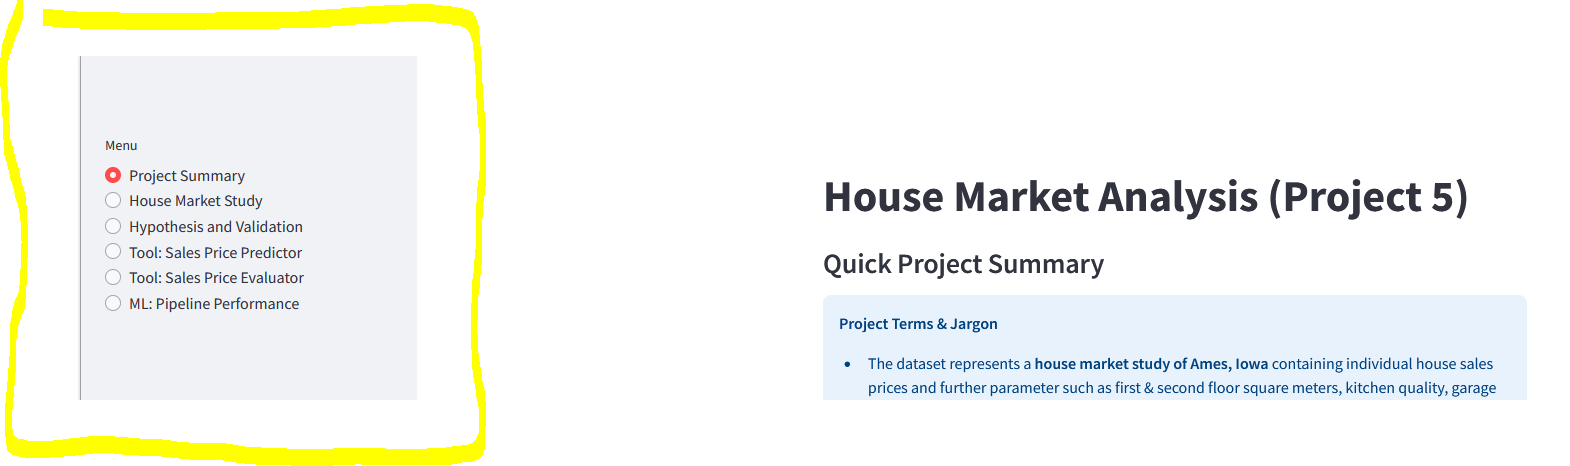 Menu
Project Summary
House Market Study
Hypothesis and Validation
Tool: Sales Price Predictor
Tool: Sales Price Evaluator
ML: Pipeline Performance
House Market Analysis (Project 5)
Quick Project Summary
Project Terms & Jargon
• The dataset represents a house market study of Ames, Iowa containing individual house sales
prices and further parameter such as first & second floor square meters, kitchen quality, garage